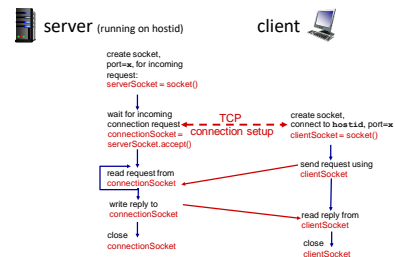 server (running on hostid)
client
create socket,
port=x, for incoming
request:
serverSocket = socket()
wait for incoming
connection request
connectionSocket =
serverSocket.accept()
TCP
connection setup
create socket,
connect to hostid, port=x
clientSocket = socket()
send request using
clientSocket
read request from
connectionSocket
write reply to
connectionSocket
read reply from
clientSocket
close
connectionSocket
close
clientSocket